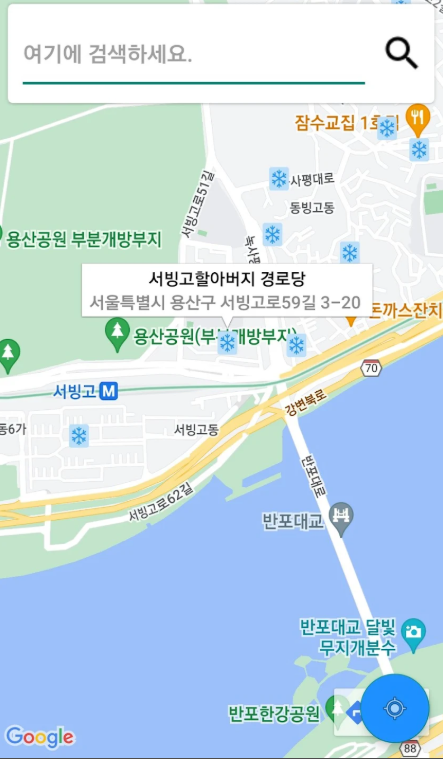 여기에 검색하세요.
잠수교집 1호점
사평대로
동빙고동
서빙고로51길
녹사평
용산공원 부분개방부지
서빙고할아버지 경로당
서울특별시 용산구 서빙고로59길 3-20
돈까스잔치
용산공원(부분개방부지)
70
서빙고
M
강변북로
동6가
서빙고동
반포대로
서빙고로62길
반포대교
반포대교 달빛
무지개분수
반포한강공원
Google
88